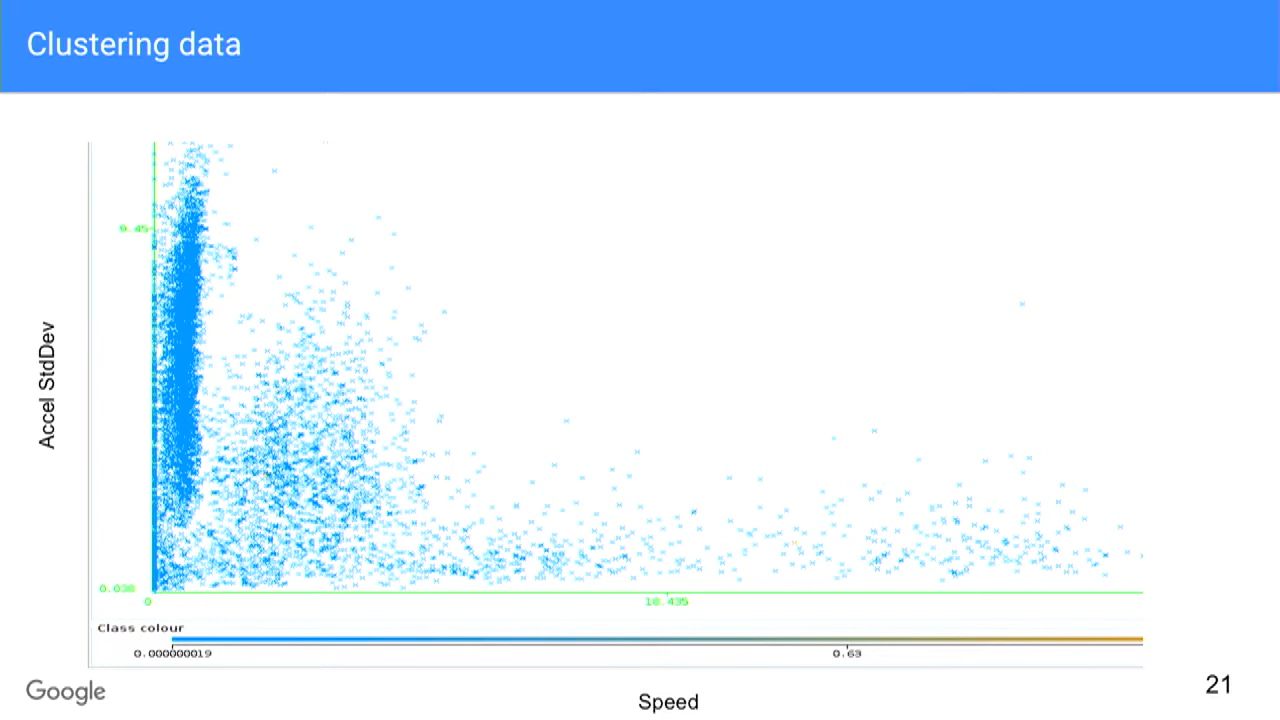 Clustering data
9.45
Accel StdDev
0.038
0
18.435
Class colour
0.000000019
0.63
Google
Speed
21